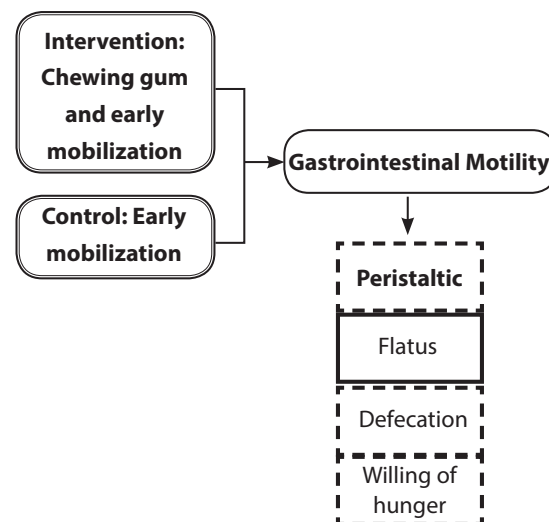 Intervention:
Chewing gum
and early
mobilization
Control: Early
mobilization
Gastrointestinal Motility
Peristaltic
Flatus
Defecation
Willing of
hunger